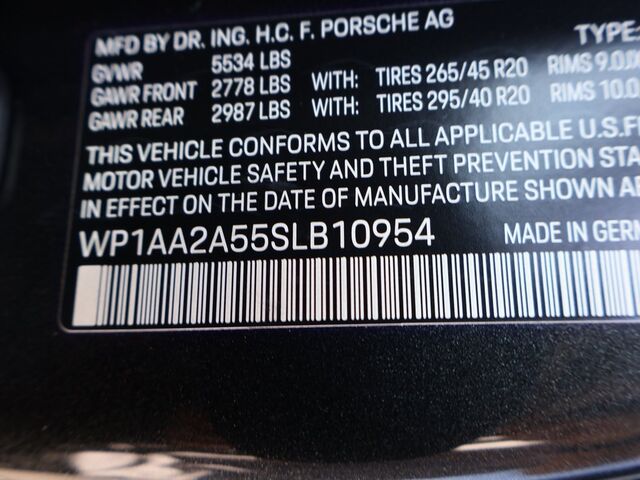 MFD BY DR. ING. H.C. F. PORSCHE AG TYPE:
GVWR 5534 LBS
GAWR FRONT 2778 LBS WITH: TIRES 265/45 R20 RIMS 9.0
GAWR REAR 2987 LBS WITH: TIRES 295/40 R20 RIMS 10.0
THIS VEHICLE CONFORMS TO ALL APPLICABLE U.S.F
MOTOR VEHICLE SAFETY AND THEFT PREVENTION STA
IN EFFECT ON THE DATE OF MANUFACTURE SHOWN A
WP1AA2A55SLB10954 MADE IN GERM